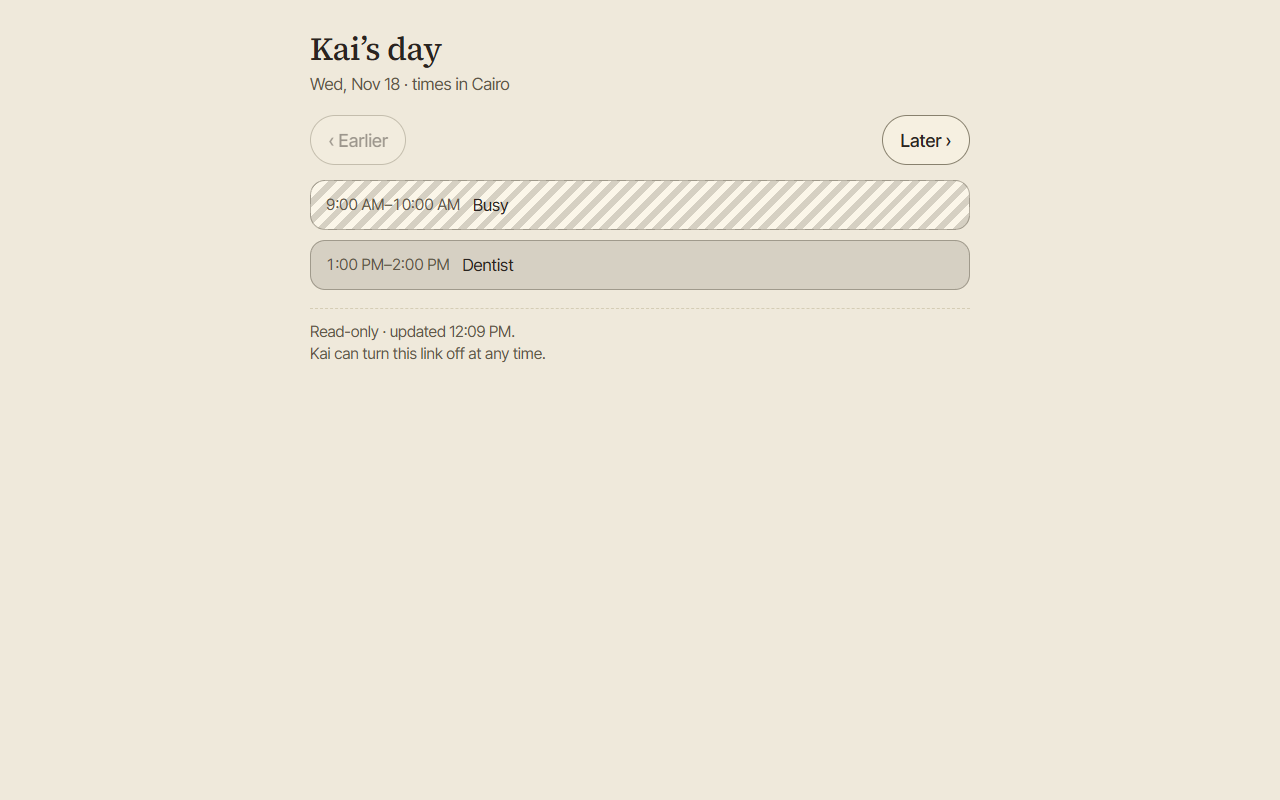 Kai’s day
Wed, Nov 18 · times in Cairo
‹ Earlier
Later ›
9:00 AM–10:00 AM Busy
1:00 PM–2:00 PM Dentist
Read-only · updated 12:09 PM.
Kai can turn this link off at any time.